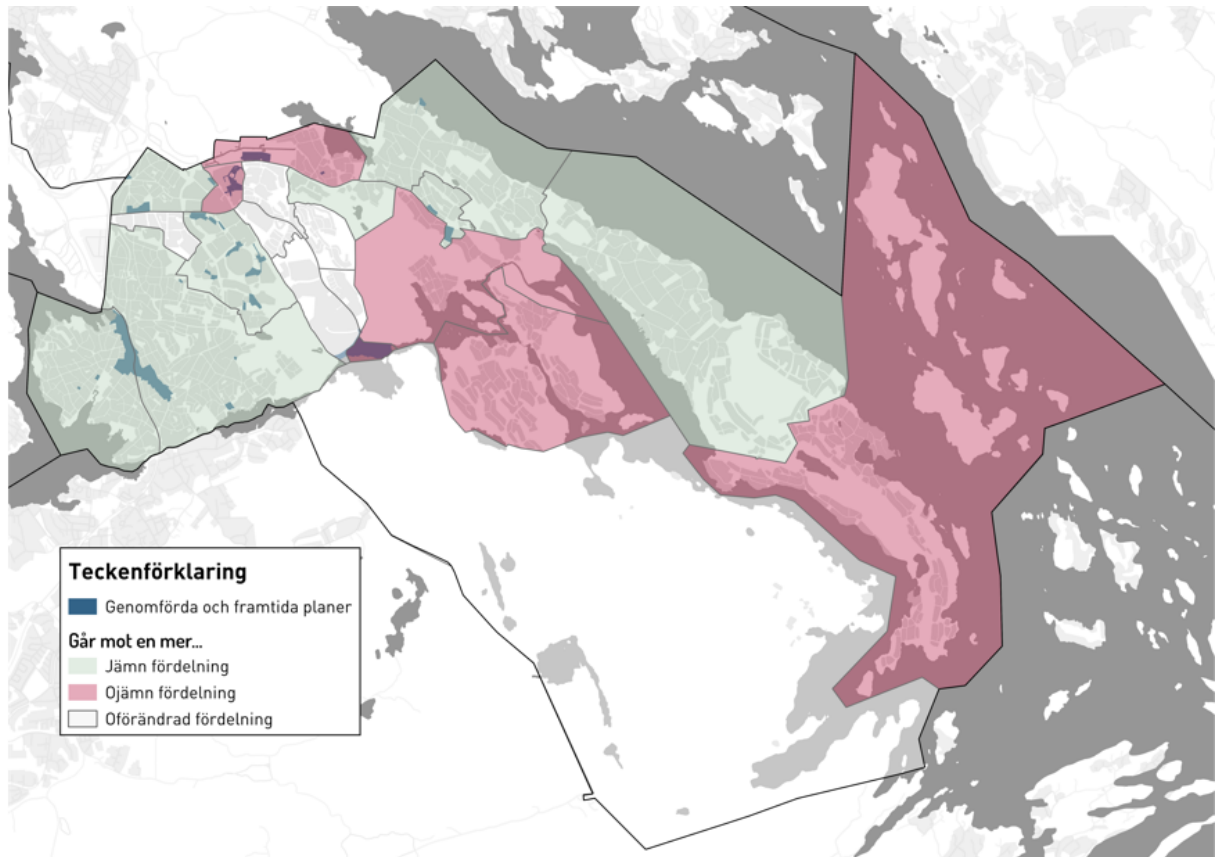 Teckenförklaring
Genomförda och framtida planer
Går mot en mer...
Jämn fördelning
Ojämn fördelning
Oförändrad fördelning